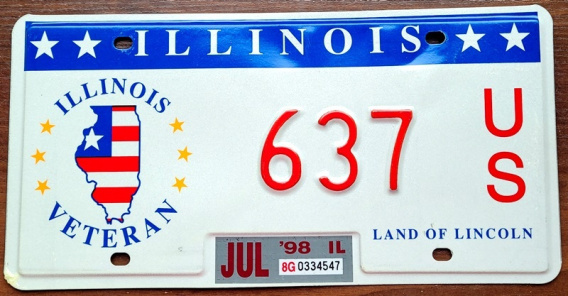 ILLINOIS
ILLINOIS
637
US
VETERAN
LAND OF LINCOLN
JUL '98 IL
8G 0334547